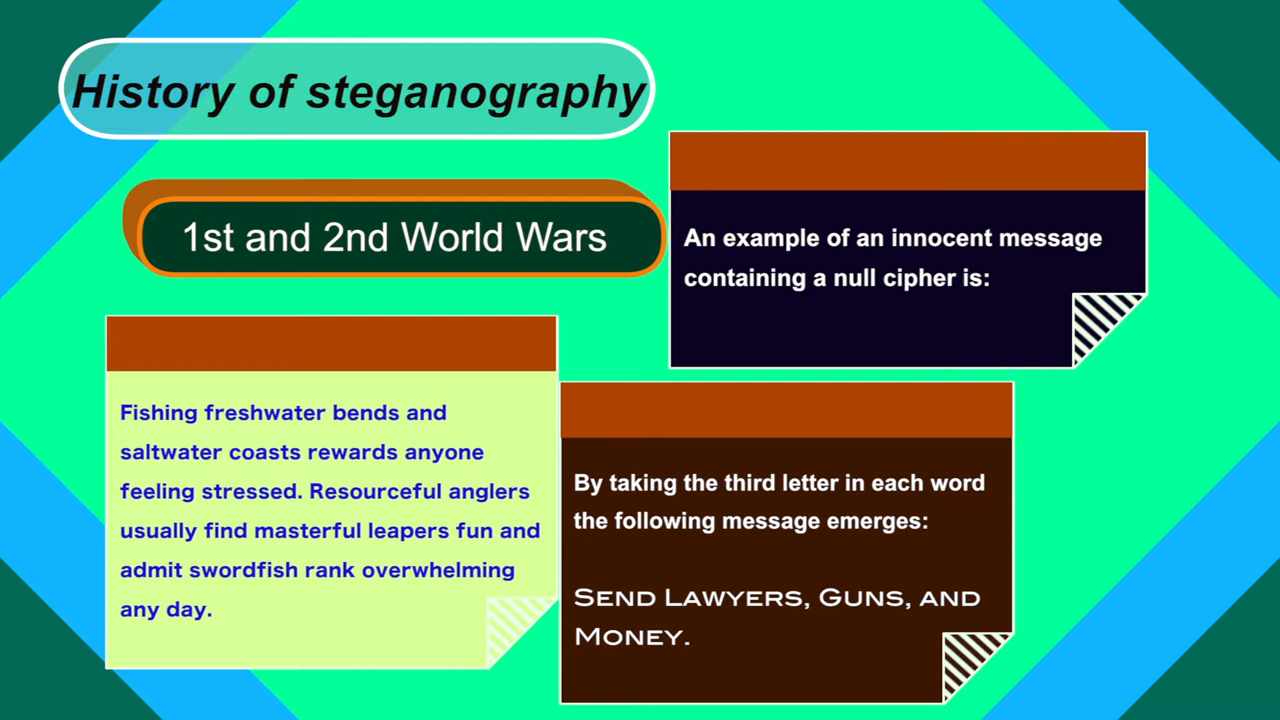 History of steganography
1st and 2nd World Wars
An example of an innocent message
containing a null cipher is:
Fishing freshwater bends and
saltwater coasts rewards anyone
feeling stressed. Resourceful anglers
usually find masterful leapers fun and
admit swordfish rank overwhelming
any day.
By taking the third letter in each word
the following message emerges:
Send Lawyers, Guns, and
Money.